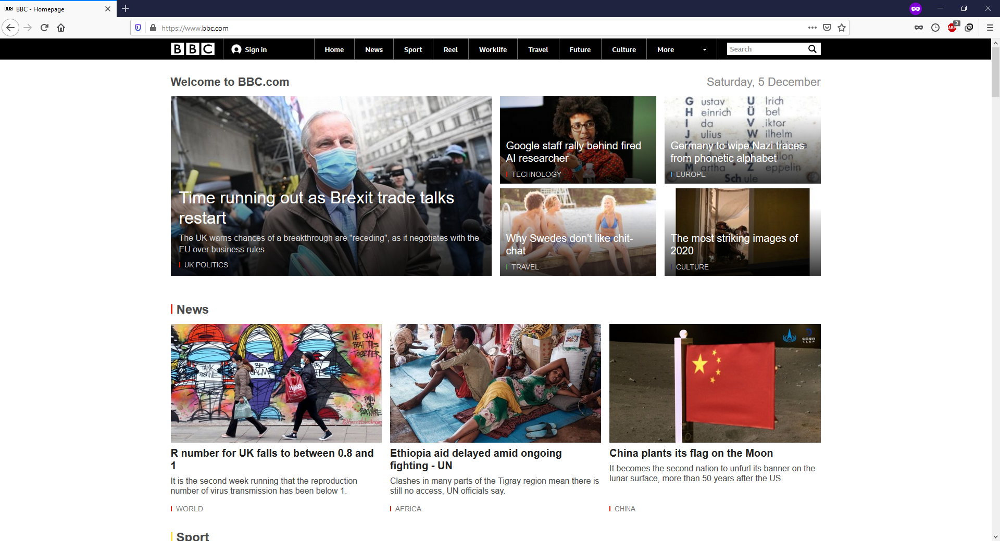 BBC - Homepage
https://www.bbc.com
ABP 3
BBC
Sign in
Home
News
Sport
Reel
Worklife
Travel
Future
Culture
More
Search
Welcome to BBC.com
Saturday, 5 December
Time running out as Brexit trade talks
restart
The UK warns chances of a breakthrough are "receding", as it negotiates with the
EU over business rules.
UK POLITICS
Google staff rally behind fired
AI researcher
TECHNOLOGY
G ustav U lrich
H einrich Ü bel
I da V iktor
J ulius W ilhelm
M artha Z eppelin
Sch ule
Germany to wipe Nazi traces
from phonetic alphabet
EUROPE
Why Swedes don't like chit-
chat
TRAVEL
The most striking images of
2020
CULTURE
News
WE CAN
BEAT THIS
TOGETHER
THINK
POSITIVE
BE
CALM
R number for UK falls to between 0.8 and
1
It is the second week running that the reproduction
number of virus transmission has been below 1.
WORLD
Ethiopia aid delayed amid ongoing
fighting - UN
Clashes in many parts of the Tigray region mean there is
still no access, UN officials say.
AFRICA
中国探月
CLEP
China plants its flag on the Moon
It becomes the second nation to unfurl its banner on the
lunar surface, more than 50 years after the US.
CHINA
Sport